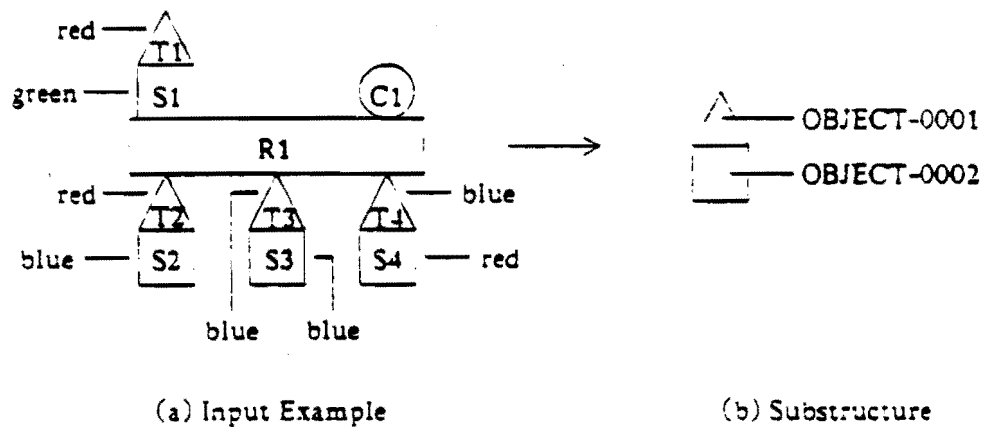 red
T1
green
S1
C1
R1
OBJECT-0001
OBJECT-0002
red
blue
T2
T3
T4
blue
S2
S3
S4
red
blue
blue
(a) Input Example
(b) Substructure